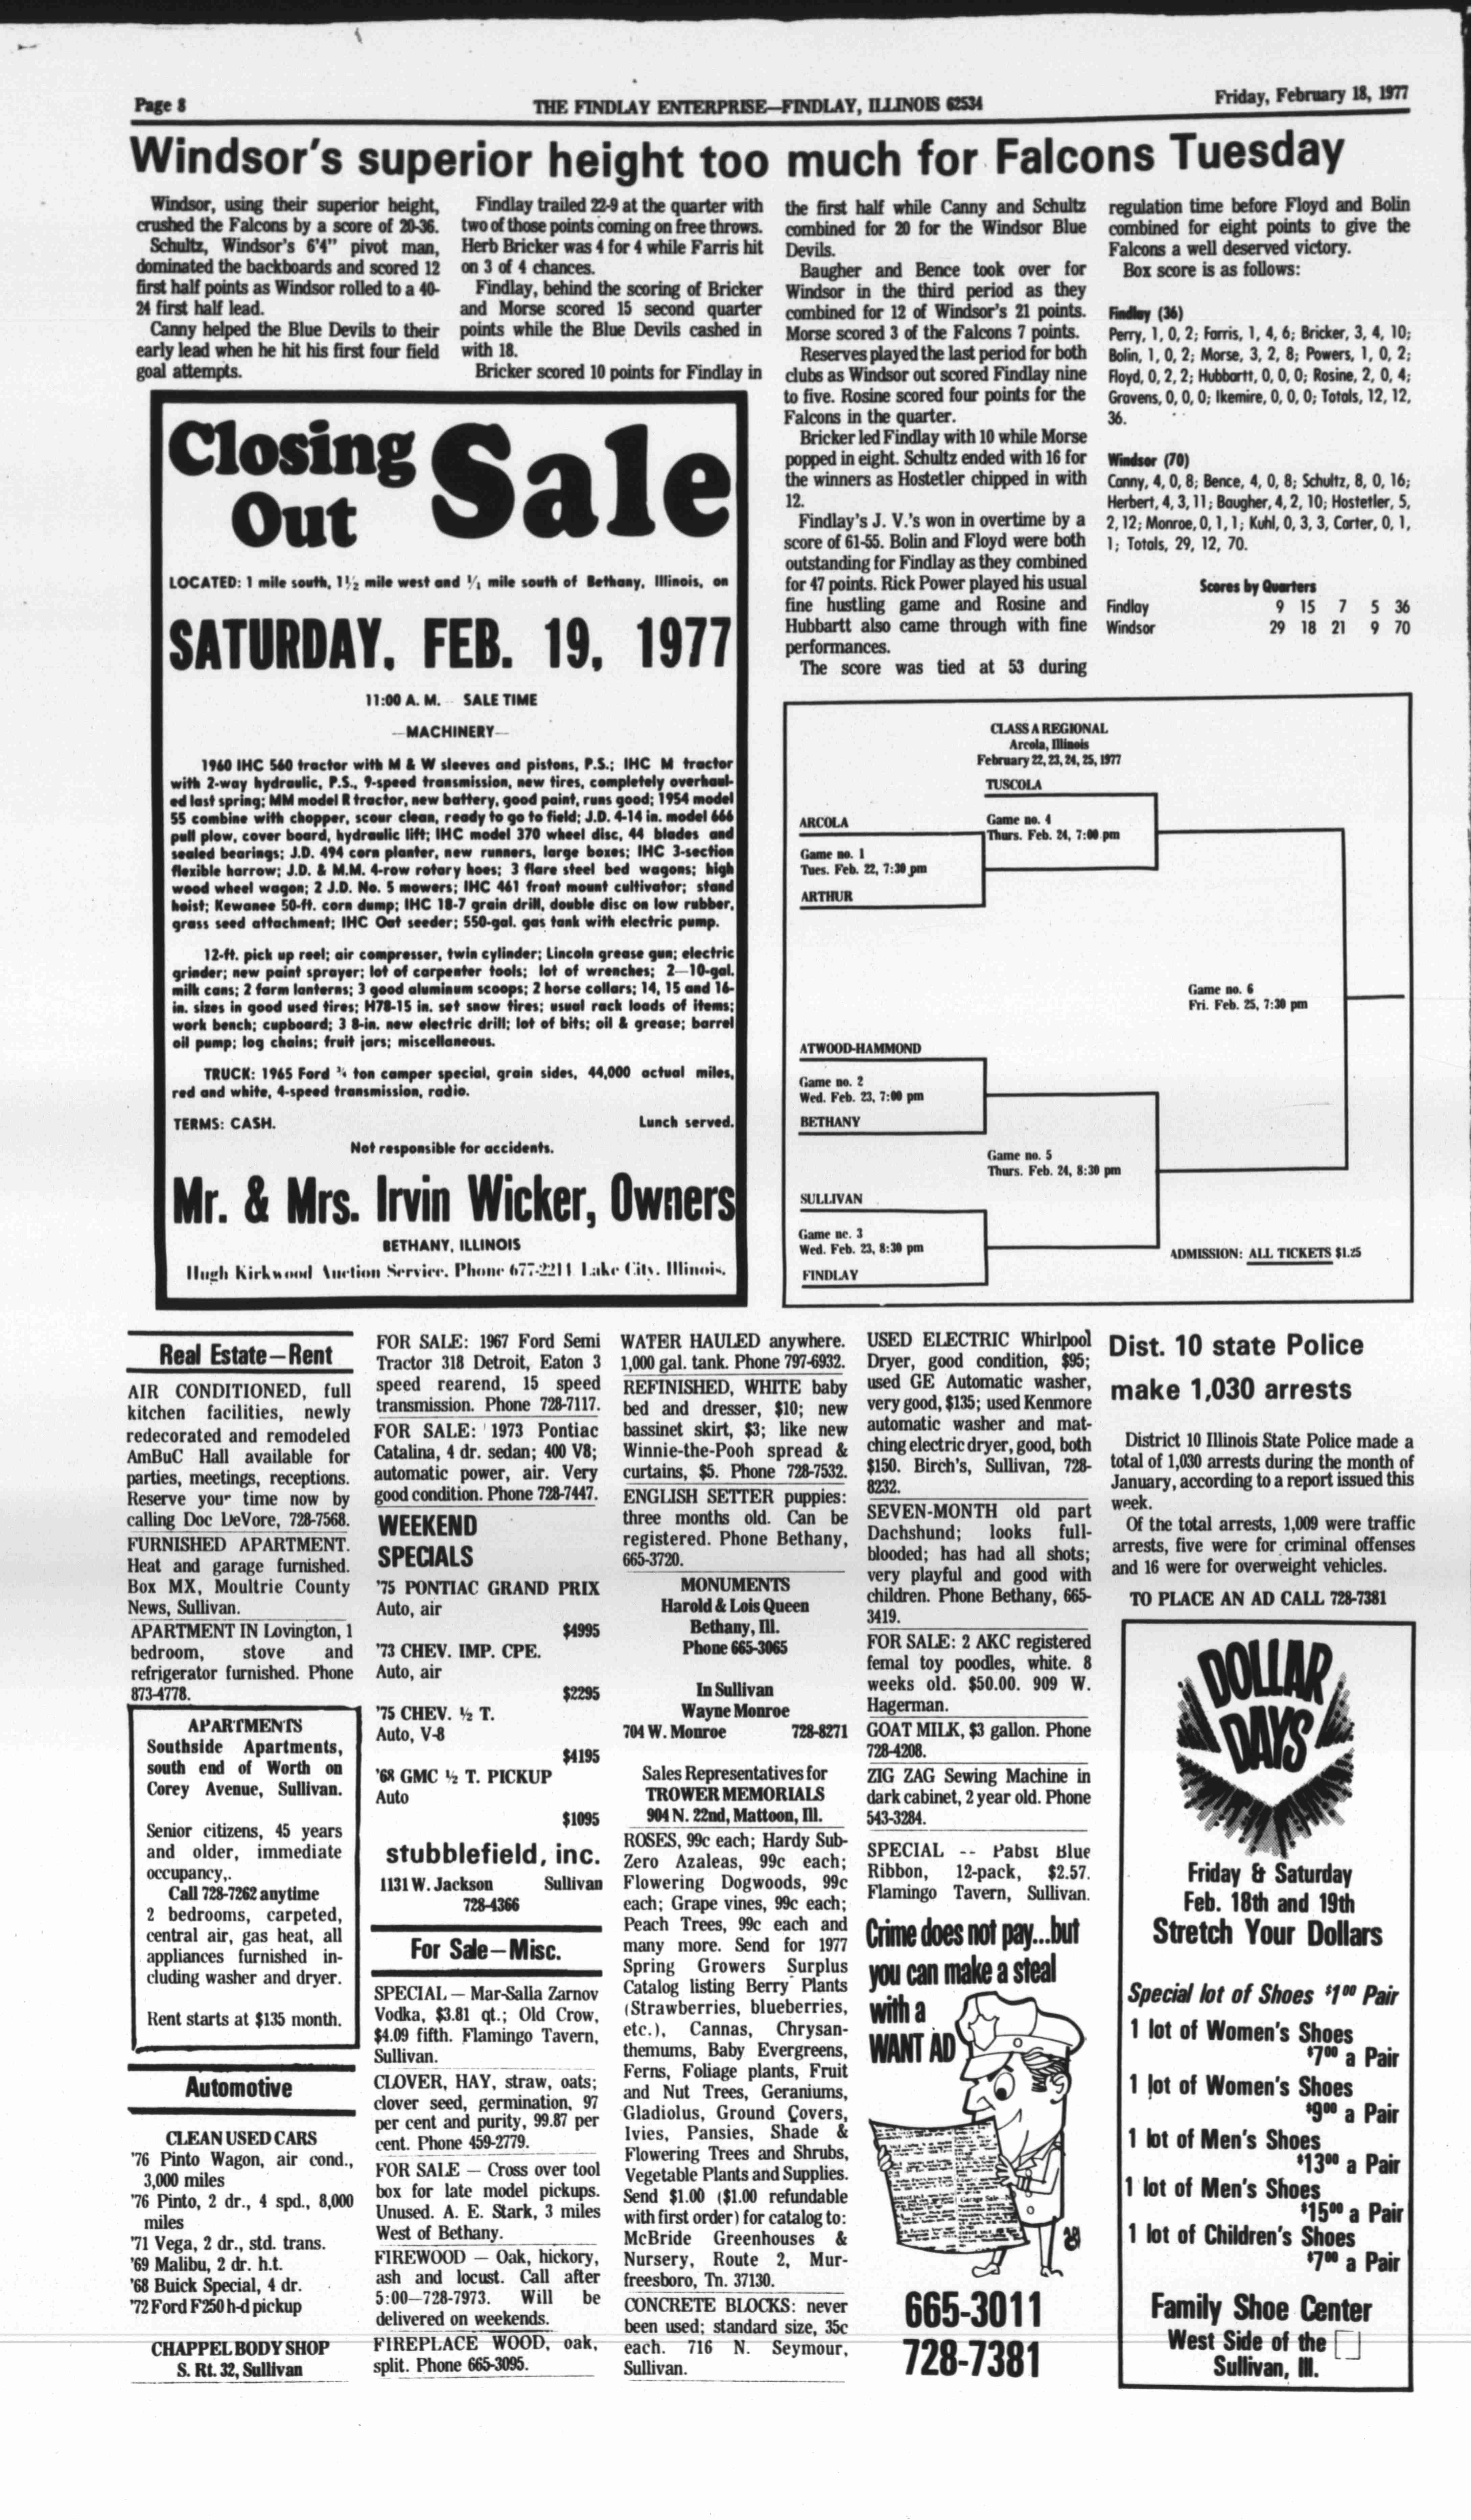 Page 8
THE FINDLAY ENTERPRISE—FINDLAY, ILLINOIS 62534
Friday, February 18, 1977
Windsor's superior height too much for Falcons Tuesday
Windsor, using their superior height,
crushed the Falcons by a score of 20-36.
Schultz, Windsor's 6'4" pivot man,
dominated the backboards and scored 12
first half points as Windsor rolled to a 40-
24 first half lead.
Canny helped the Blue Devils to their
early lead when he hit his first four field
goal attempts.
Findlay trailed 22-9 at the quarter with
two of those points coming on free throws.
Herb Bricker was 4 for 4 while Farris hit
on 3 of 4 chances.
Findlay, behind the scoring of Bricker
and Morse scored 15 second quarter
points while the Blue Devils cashed in
with 18.
Bricker scored 10 points for Findlay in
the first half while Canny and Schultz
combined for 20 for the Windsor Blue
Devils.
Baugher and Bence took over for
Windsor in the third period as they
combined for 12 of Windsor's 21 points.
Morse scored 3 of the Falcons 7 points.
Reserves played the last period for both
clubs as Windsor out scored Findlay nine
to five. Rosine scored four points for the
Falcons in the quarter.
Bricker led Findlay with 10 while Morse
popped in eight. Schultz ended with 16 for
the winners as Hostetler chipped in with
12.
Findlay's J. V.'s won in overtime by a
score of 61-55. Bolin and Floyd were both
outstanding for Findlay as they combined
for 47 points. Rick Power played his usual
fine hustling game and Rosine and
Hubbartt also came through with fine
performances.
The score was tied at 53 during
regulation time before Floyd and Bolin
combined for eight points to give the
Falcons a well deserved victory.
Box score is as follows:
Findlay (36)
Perry, 1, 0, 2; Farris, 1, 4, 6; Bricker, 3, 4, 10;
Bolin, 1, 0, 2; Morse, 3, 2, 8; Powers, 1, 0, 2;
Floyd, 0, 2, 2; Hubbartt, 0, 0, 0; Rosine, 2, 0, 4;
Gravens, 0, 0, 0; Ikemire, 0, 0, 0; Totals, 12, 12,
36.
Windsor (70)
Canny, 4, 0, 8; Bence, 4, 0, 8; Schultz, 8, 0, 16;
Herbert, 4, 3, 11; Baugher, 4, 2, 10; Hostetler, 5,
2, 12; Monroe, 0, 1, 1; Kuhl, 0, 3, 3, Carter, 0, 1,
1; Totals, 29, 12, 70.
Scores by Quarters
Findlay 9 15 7 5 36
Windsor 29 18 21 9 70
Closing
Out
Sale
LOCATED: 1 mile south, 1½ mile west and mile south of Bethany, Illinois, on
SATURDAY, FEB. 19, 1977
11:00 A. M. — SALE TIME
—MACHINERY—
1960 IHC 560 tractor with M & W sleeves and pistons, P.S.; IHC M tractor
with 2-way hydraulic, P.S., 9-speed transmission, new tires, completely overhaul-
ed last spring; MM model R tractor, new battery, good paint, runs good; 1954 model
55 combine with chopper, scour clean, ready to go to field; J.D. 4-14 in. model 666
pull plow, cover board, hydraulic lift; IHC model 370 wheel disc, 44 blades and
sealed bearings; J.D. 494 corn planter, new runners, large boxes; IHC 3-section
flexible harrow; J.D. & M.M. 4-row rotary hoes; 3 flare steel bed wagons; high
wood wheel wagon; 2 J.D. No. 5 mowers; IHC 461 front mount cultivator; stand
hoist; Kewanee 50-ft. corn dump; IHC 18-7 grain drill, double disc on low rubber,
grass seed attachment; IHC Oat seeder; 550-gal. gas tank with electric pump.
12-ft. pick up reel; air compresser, twin cylinder; Lincoln grease gun; electric
grinder; new paint sprayer; lot of carpenter tools; lot of wrenches; 2—10-gal.
milk cans; 2 farm lanterns; 3 good aluminum scoops; 2 horse collars; 14, 15 and 16-
in. sizes in good used tires; H78-15 in. set snow tires; usual rack loads of items;
work bench; cupboard; 3 8-in. new electric drill; lot of bits; oil & grease; barrel
oil pump; log chains; fruit jars; miscellaneous.
TRUCK: 1965 Ford ¾ ton camper special, grain sides, 44,000 actual miles,
red and white, 4-speed transmission, radio.
TERMS: CASH.
Lunch served.
Not responsible for accidents.
Mr. & Mrs. Irvin Wicker, Owners
BETHANY, ILLINOIS
Hugh Kirkwood Auction Service, Phone 677-2211 Lake City, Illinois.
CLASS A REGIONAL
Arcola, Illinois
February 22, 23, 24, 25, 1977
TUSCOLA
ARCOLA
Game no. 4
Thurs. Feb. 24, 7:00 pm
Game no. 1
Tues. Feb. 22, 7:30 pm
ARTHUR
Game no. 6
Fri. Feb. 25, 7:30 pm
ATWOOD-HAMMOND
Game no. 2
Wed. Feb. 23, 7:00 pm
BETHANY
Game no. 5
Thurs. Feb. 24, 8:30 pm
SULLIVAN
Game no. 3
Wed. Feb. 23, 8:30 pm
FINDLAY
ADMISSION: ALL TICKETS $1.25
Real Estate—Rent
AIR CONDITIONED, full
kitchen facilities, newly
redecorated and remodeled
AmBuC Hall available for
parties, meetings, receptions.
Reserve your time now by
calling Doc DeVore, 728-7568.
FURNISHED APARTMENT.
Heat and garage furnished.
Box MX, Moultrie County
News, Sullivan.
APARTMENT IN Lovington, 1
bedroom, stove and
refrigerator furnished. Phone
873-4778.
APARTMENTS
Southside Apartments,
south end of Worth on
Corey Avenue, Sullivan.
Senior citizens, 45 years
and older, immediate
occupancy,.
Call 728-7262 anytime
2 bedrooms, carpeted,
central air, gas heat, all
appliances furnished in-
cluding washer and dryer.
Rent starts at $135 month.
Automotive
CLEAN USED CARS
'76 Pinto Wagon, air cond.,
3,000 miles
'76 Pinto, 2 dr., 4 spd., 8,000
miles
'71 Vega, 2 dr., std. trans.
'69 Malibu, 2 dr. h.t.
'68 Buick Special, 4 dr.
'72 Ford F250 h-d pickup
CHAPPEL BODY SHOP
S. Rt. 32, Sullivan
FOR SALE: 1967 Ford Semi
Tractor 318 Detroit, Eaton 3
speed rearend, 15 speed
transmission. Phone 728-7117.
FOR SALE: 1973 Pontiac
Catalina, 4 dr. sedan; 400 V8;
automatic power, air. Very
good condition. Phone 728-7447.
WEEKEND
SPECIALS
'75 PONTIAC GRAND PRIX
Auto, air
$4995
'73 CHEV. IMP. CPE.
Auto, air
$2295
'75 CHEV. ½ T.
Auto, V-8
$4195
'68 GMC ½ T. PICKUP
Auto
$1095
stubblefield, inc.
1131 W. Jackson Sullivan
728-4366
For Sale—Misc.
SPECIAL — Mar-Salla Zarnov
Vodka, $3.81 qt.; Old Crow,
$4.09 fifth. Flamingo Tavern,
Sullivan.
CLOVER, HAY, straw, oats;
clover seed, germination, 97
per cent and purity, 99.87 per
cent. Phone 459-2779.
FOR SALE — Cross over tool
box for late model pickups.
Unused. A. E. Stark, 3 miles
West of Bethany.
FIREWOOD — Oak, hickory,
ash and locust. Call after
5:00—728-7973. Will be
delivered on weekends.
FIREPLACE WOOD, oak,
split. Phone 665-3095.
WATER HAULED anywhere.
1,000 gal. tank. Phone 797-6932.
REFINISHED, WHITE baby
bed and dresser, $10; new
bassinet skirt, $3; like new
Winnie-the-Pooh spread &
curtains, $5. Phone 728-7532.
ENGLISH SETTER puppies:
three months old. Can be
registered. Phone Bethany,
665-3720.
MONUMENTS
Harold & Lois Queen
Bethany, Ill.
Phone 665-3065
In Sullivan
Wayne Monroe
704 W. Monroe 728-8271
Sales Representatives for
TROWER MEMORIALS
904 N. 22nd, Mattoon, Ill.
ROSES, 99c each; Hardy Sub-
Zero Azaleas, 99c each;
Flowering Dogwoods, 99c
each; Grape vines, 99c each;
Peach Trees, 99c each and
many more. Send for 1977
Spring Growers Surplus
Catalog listing Berry Plants
(Strawberries, blueberries,
etc.), Cannas, Chrysan-
themums, Baby Evergreens,
Ferns, Foliage plants, Fruit
and Nut Trees, Geraniums,
Gladiolus, Ground Covers,
Ivies, Pansies, Shade &
Flowering Trees and Shrubs,
Vegetable Plants and Supplies.
Send $1.00 ($1.00 refundable
with first order) for catalog to:
McBride Greenhouses &
Nursery, Route 2, Mur-
freesboro, Tn. 37130.
CONCRETE BLOCKS: never
been used; standard size, 35c
each. 716 N. Seymour,
Sullivan.
USED ELECTRIC Whirlpool
Dryer, good condition, $95;
used GE Automatic washer,
very good, $135; used Kenmore
automatic washer and mat-
ching electric dryer, good, both
$150. Birch's, Sullivan, 728-
8232.
SEVEN-MONTH old part
Dachshund; looks full-
blooded; has had all shots;
very playful and good with
children. Phone Bethany, 665-
3419.
FOR SALE: 2 AKC registered
femal toy poodles, white. 8
weeks old. $50.00. 909 W.
Hagerman.
GOAT MILK, $3 gallon. Phone
728-4208.
ZIG ZAG Sewing Machine in
dark cabinet, 2 year old. Phone
543-3284.
SPECIAL -- Pabst Blue
Ribbon, 12-pack, $2.57.
Flamingo Tavern, Sullivan.
Crime does not pay...but
you can make a steal
with a
WANT AD
Garage Sale
665-3011
728-7381
Dist. 10 state Police
make 1,030 arrests
District 10 Illinois State Police made a
total of 1,030 arrests during the month of
January, according to a report issued this
week.
Of the total arrests, 1,009 were traffic
arrests, five were for criminal offenses
and 16 were for overweight vehicles.
TO PLACE AN AD CALL 728-7381
DOLLAR
DAYS
Friday & Saturday
Feb. 18th and 19th
Stretch Your Dollars
Special lot of Shoes $1.00 Pair
1 lot of Women's Shoes
$7.00 a Pair
1 lot of Women's Shoes
$9.00 a Pair
1 lot of Men's Shoes
$13.00 a Pair
1 lot of Men's Shoes
$15.00 a Pair
1 lot of Children's Shoes
$7.00 a Pair
Family Shoe Center
West Side of the
Sullivan, Ill.